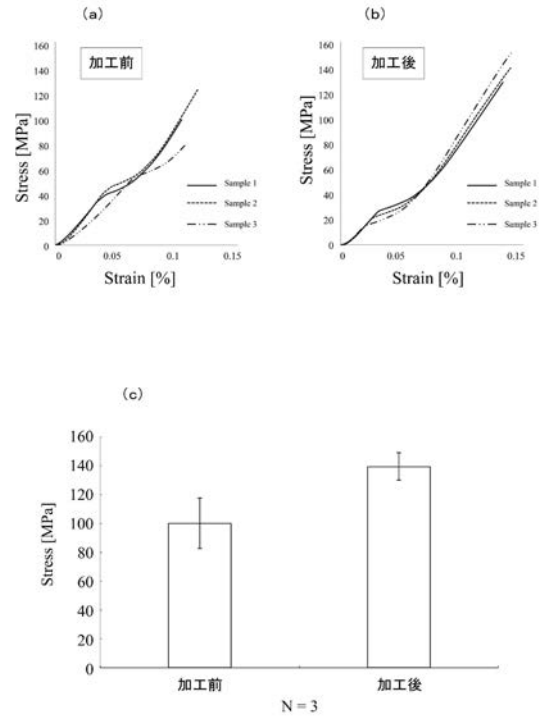 (a)
加工前
Stress [MPa]
160
140
120
100
80
60
40
20
0
0 0.05 0.1 0.15
Strain [%]
Sample 1
Sample 2
Sample 3
(b)
加工後
Stress [MPa]
160
140
120
100
80
60
40
20
0
0 0.05 0.1 0.15
Strain [%]
Sample 1
Sample 2
Sample 3
(c)
Stress [MPa]
160
140
120
100
80
60
40
20
0
加工前 加工後
N = 3